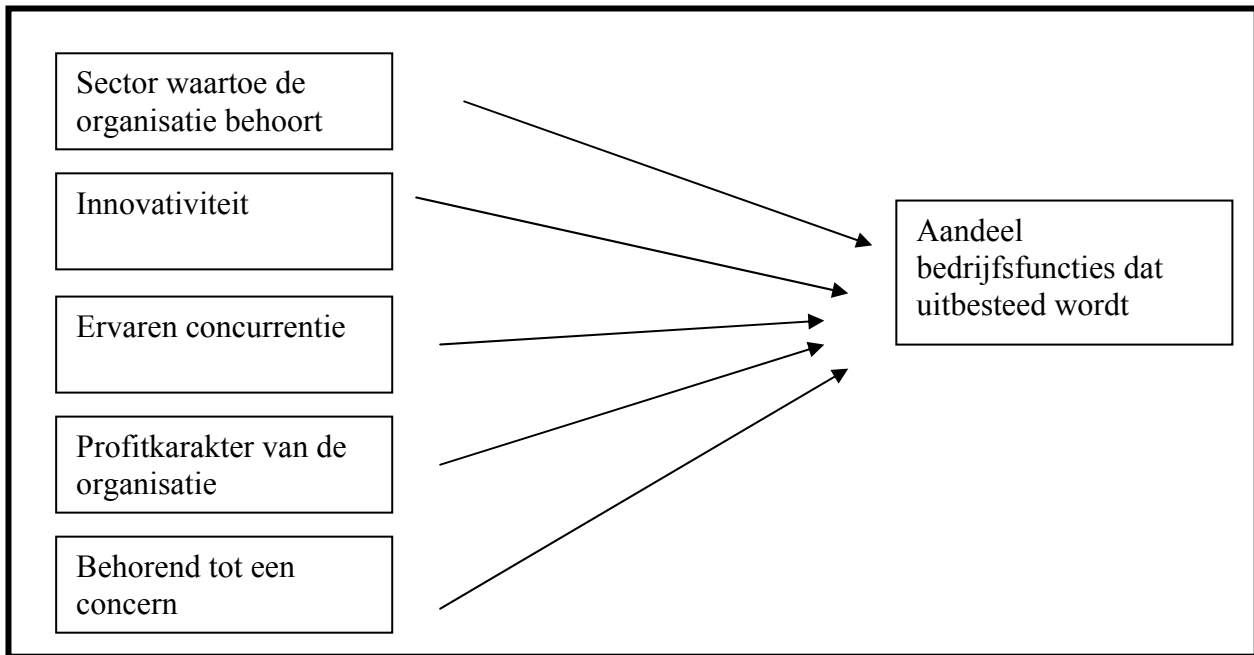 Sector waartoe de
organisatie behoort
Innovativiteit
Ervaren concurrentie
Profitkarakter van de
organisatie
Behorend tot een
concern
Aandeel
bedrijfsfuncties dat
uitbesteed wordt